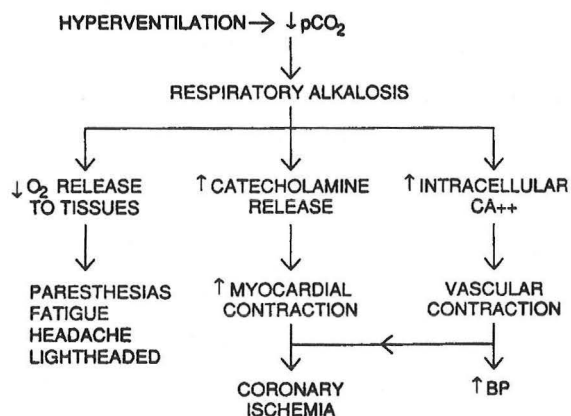 HYPERVENTILATION → ↓ pCO₂
RESPIRATORY ALKALOSIS
↓O₂ RELEASE
TO TISSUES
↑CATECHOLAMINE
RELEASE
↑INTRACELLULAR
CA++
PARESTHESIAS
FATIGUE
HEADACHE
LIGHTHEADED
↑MYOCARDIAL
CONTRACTION
VASCULAR
CONTRACTION
CORONARY
ISCHEMIA
↑BP